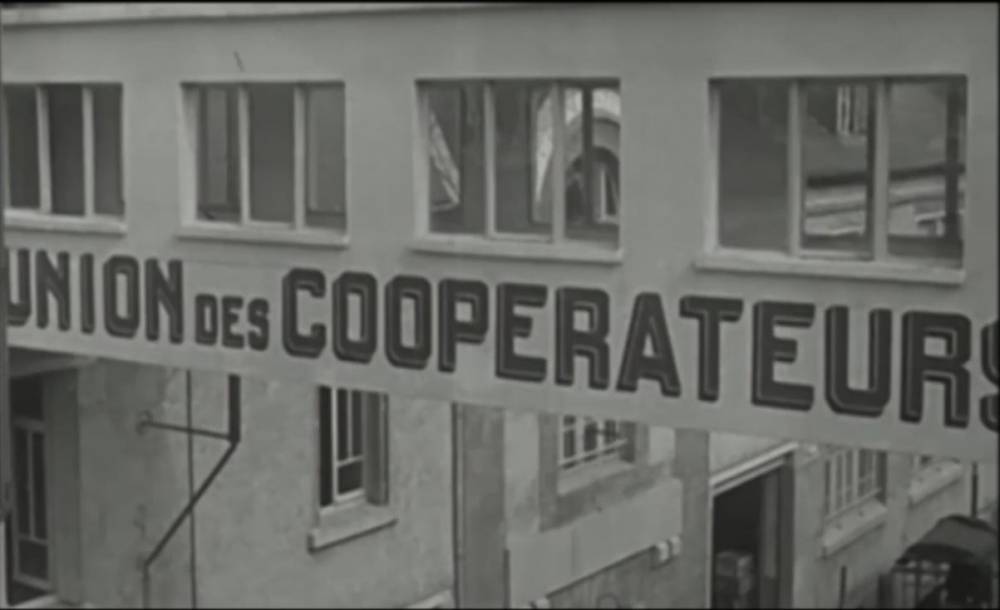 UNION DES COOPERATEURS